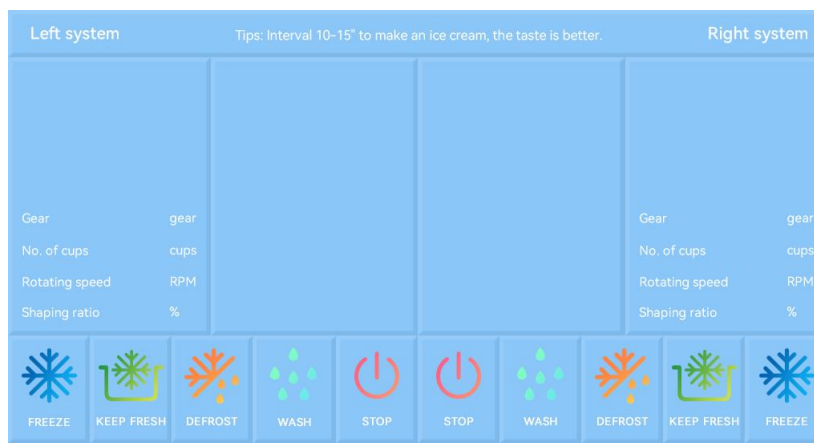 Left system
Tips: Interval 10-15" to make an ice cream, the taste is better.
Right system
Gear gear
No. of cups cups
Rotating speed RPM
Shaping ratio %
Gear gear
No. of cups cups
Rotating speed RPM
Shaping ratio %
FREEZE
KEEP FRESH
DEFROST
WASH
STOP
STOP
WASH
DEFROST
KEEP FRESH
FREEZE